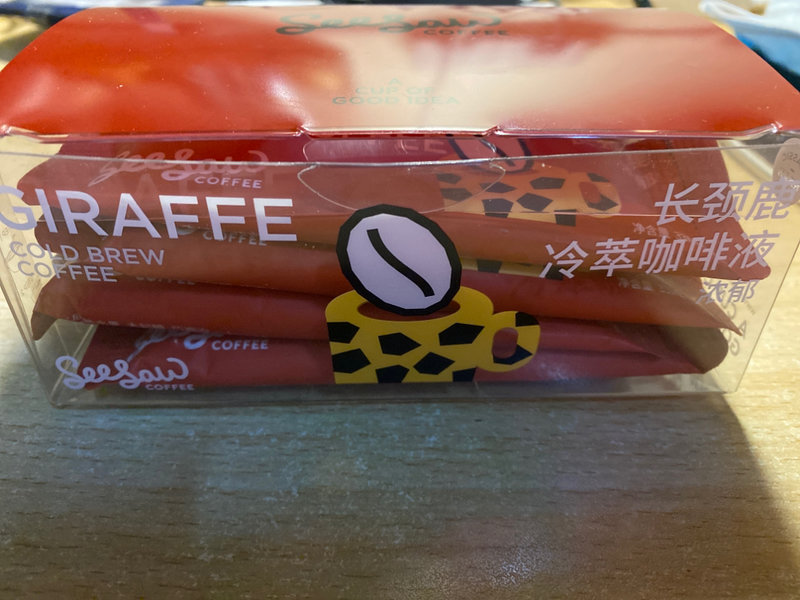 SeeSaw
COFFEE
A
CUP OF
GOOD IDEA
SeeSaw
COFFEE
GIRAFFE
COLD BREW
COFFEE
长颈鹿
冷萃咖啡液
浓郁
COFFEE
SeeSaw
COFFEE